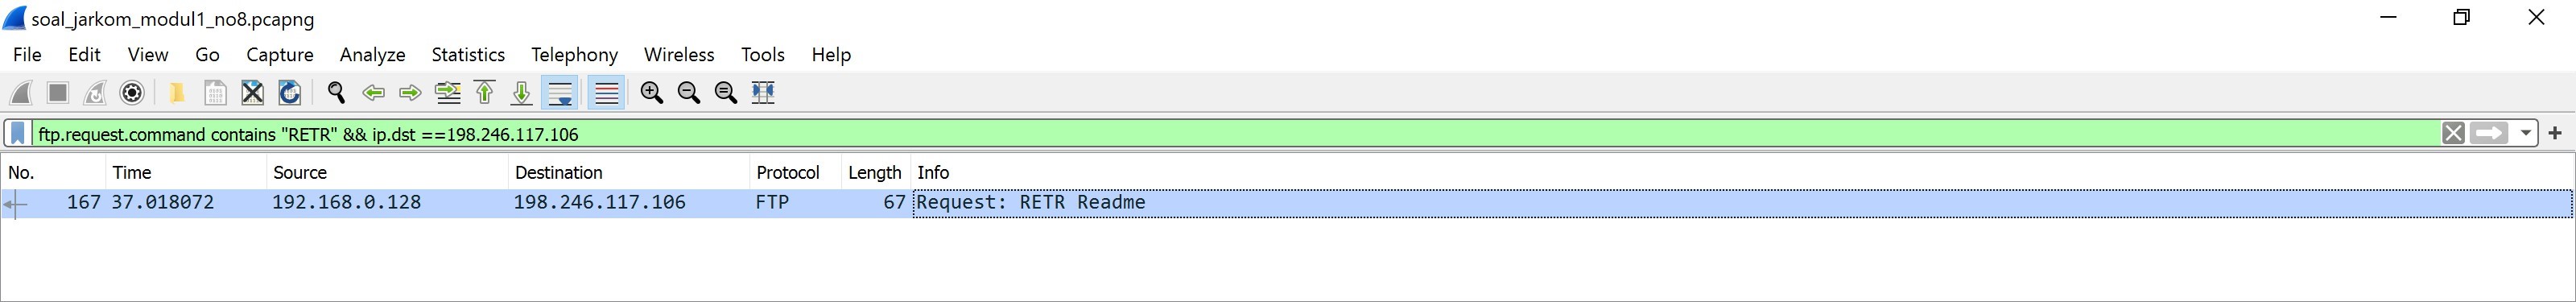 soal_jarkom_modul1_no8.pcapng
File Edit View Go Capture Analyze Statistics Telephony Wireless Tools Help
ftp.request.command contains "RETR" && ip.dst ==198.246.117.106
No. Time Source Destination Protocol Length Info
167 37.018072 192.168.0.128 198.246.117.106 FTP 67 Request: RETR Readme